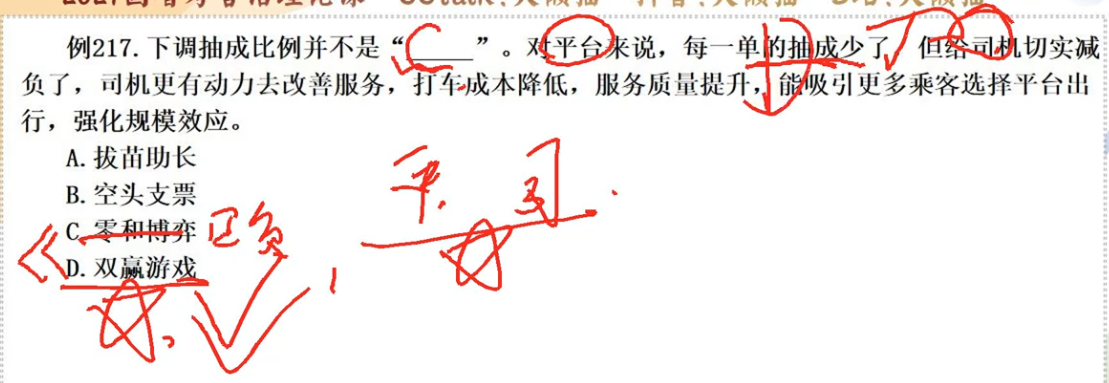 例217.下调抽成比例并不是“C”。对平台来说，每一单的抽成少了，但给司机切实减
负了，司机更有动力去改善服务，打车成本降低，服务质量提升，能吸引更多乘客选择平台出
行，强化规模效应。
A.拔苗助长
B.空头支票
C.零和博弈
D.双赢游戏
平 司